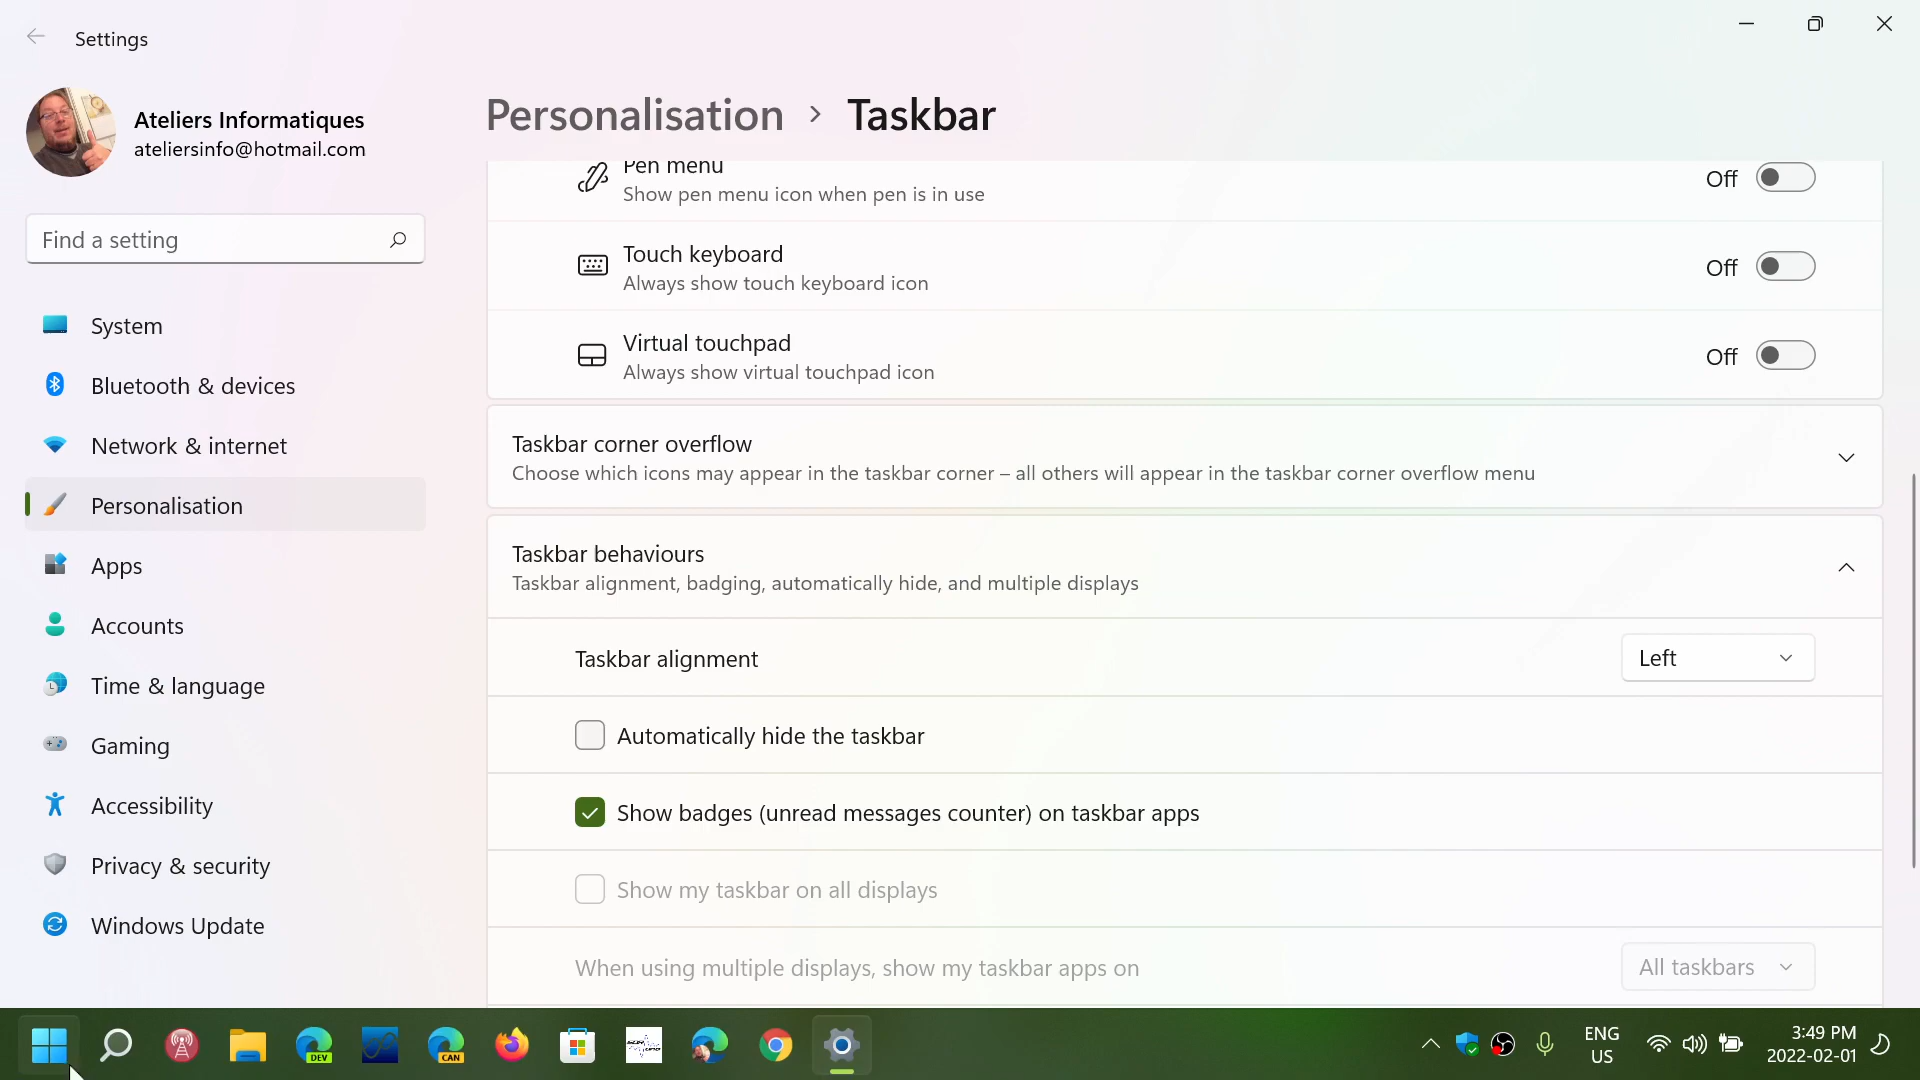 Settings
Ateliers Informatiques
ateliersinfo@hotmail.com
Find a setting
System
Bluetooth & devices
Network & internet
Personalisation
Apps
Accounts
Time & language
Gaming
Accessibility
Privacy & security
Windows Update
Personalisation > Taskbar
Pen menu
Show pen menu icon when pen is in use
Off
Touch keyboard
Always show touch keyboard icon
Off
Virtual touchpad
Always show virtual touchpad icon
Off
Taskbar corner overflow
Choose which icons may appear in the taskbar corner – all others will appear in the taskbar corner overflow menu
Taskbar behaviours
Taskbar alignment, badging, automatically hide, and multiple displays
Taskbar alignment
Left
Automatically hide the taskbar
Show badges (unread messages counter) on taskbar apps
Show my taskbar on all displays
When using multiple displays, show my taskbar apps on
All taskbars
DEV
CAN
ENG
US
3:49 PM
2022-02-01